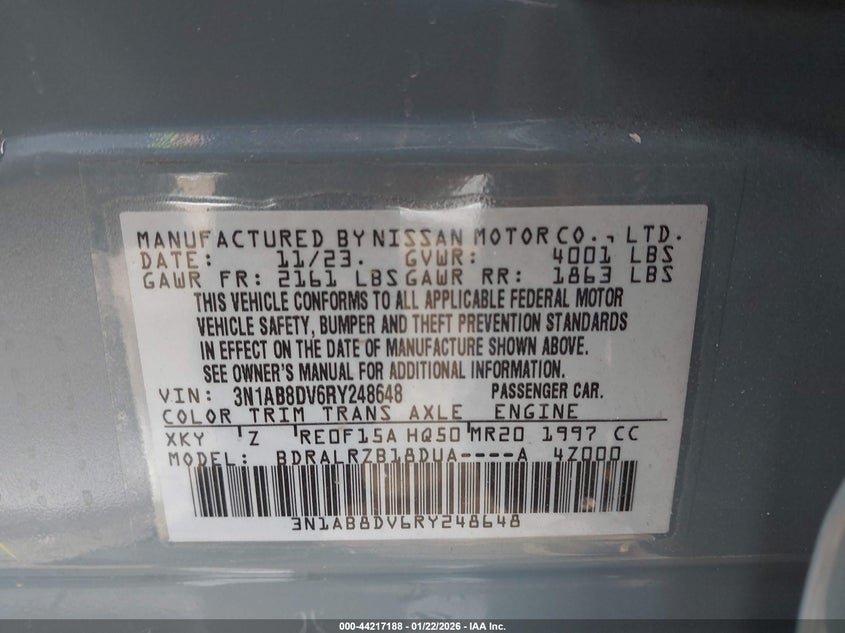 MANUFACTURED BY NISSAN MOTOR CO., LTD.
DATE: 11/23. GVWR: 4001 LBS
GAWR FR: 2161 LBS GAWR RR: 1863 LBS
THIS VEHICLE CONFORMS TO ALL APPLICABLE FEDERAL MOTOR
VEHICLE SAFETY, BUMPER AND THEFT PREVENTION STANDARDS
IN EFFECT ON THE DATE OF MANUFACTURE SHOWN ABOVE.
SEE OWNER'S MANUAL FOR ADDITIONAL INFORMATION.
VIN: 3N1AB8DV6RY248648 PASSENGER CAR.
COLOR TRIM TRANS AXLE ENGINE
XKY Z RE0F15A HQ50 MR20 1997 CC
MODEL: BDRALRZB18DUA----A 4Z000
3N1AB8DV6RY248648
000-44217188 - 01/22/2026 - IAA Inc.